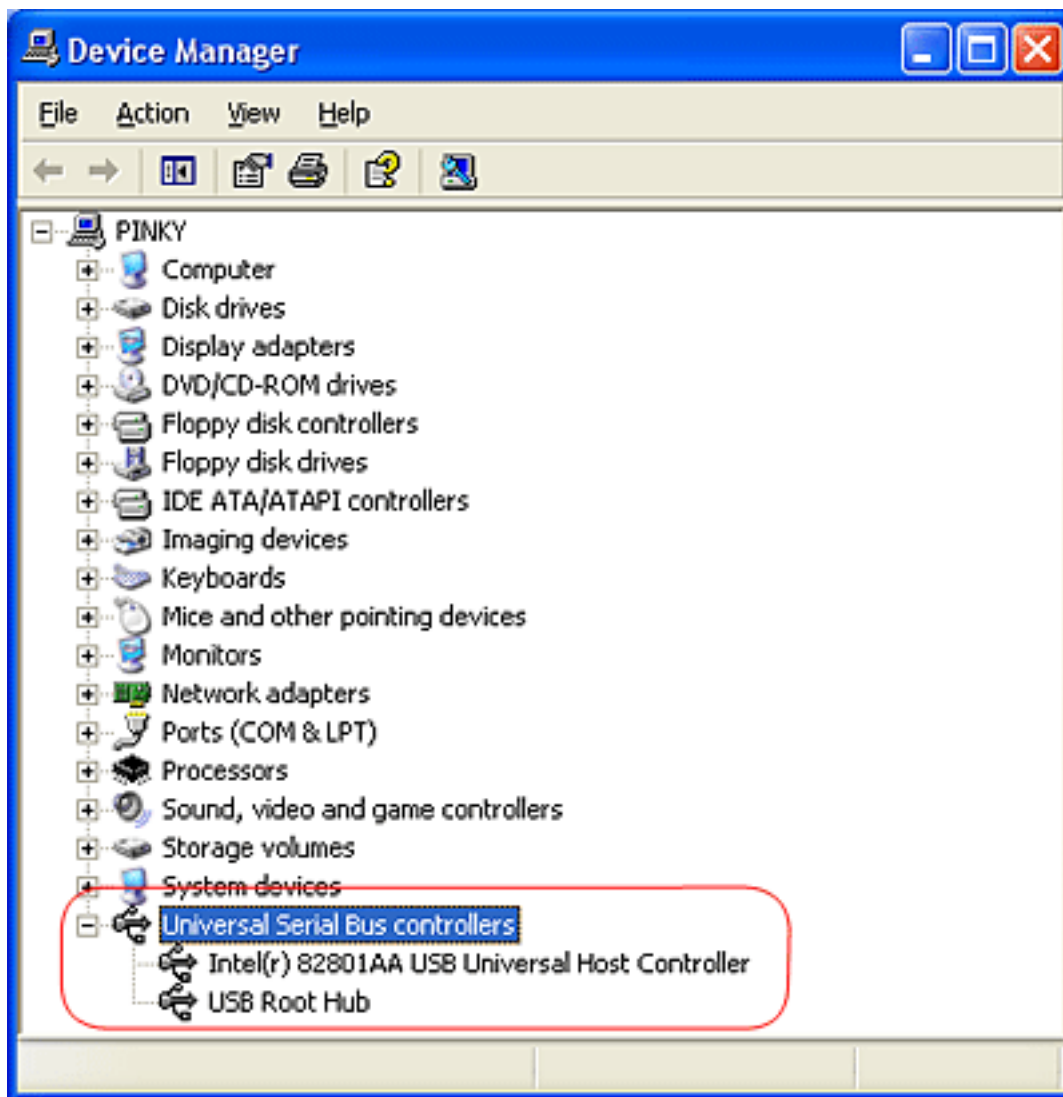 Device Manager
File Action View Help
PINKY
Computer
Disk drives
Display adapters
DVD/CD-ROM drives
Floppy disk controllers
Floppy disk drives
IDE ATA/ATAPI controllers
Imaging devices
Keyboards
Mice and other pointing devices
Monitors
Network adapters
Ports (COM & LPT)
Processors
Sound, video and game controllers
Storage volumes
System devices
Universal Serial Bus controllers
Intel(r) 82801AA USB Universal Host Controller
USB Root Hub